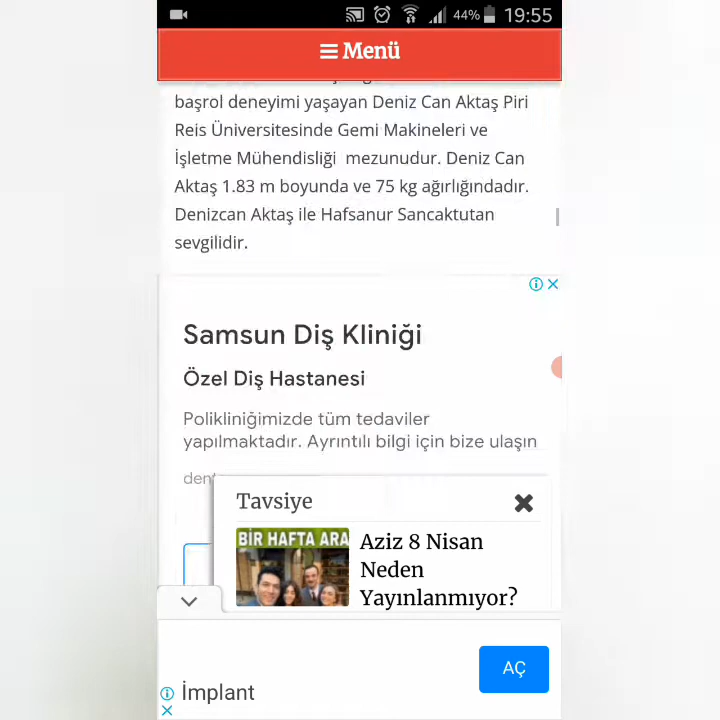 44% 19:55
Menü
başrol deneyimi yaşayan Deniz Can Aktaş Piri
Reis Üniversitesinde Gemi Makineleri ve
İşletme Mühendisliği mezunudur. Deniz Can
Aktaş 1.83 m boyunda ve 75 kg ağırlığındadır.
Denizcan Aktaş ile Hafsanur Sancaktutan
sevgilidir.
Samsun Diş Kliniği
Özel Diş Hastanesi
Polikliniğimizde tüm tedaviler
yapılmaktadır. Ayrıntılı bilgi için bize ulaşın
Tavsiye
BİR HAFTA ARA
Aziz 8 Nisan
Neden
Yayınlanmıyor?
AÇ
İmplant